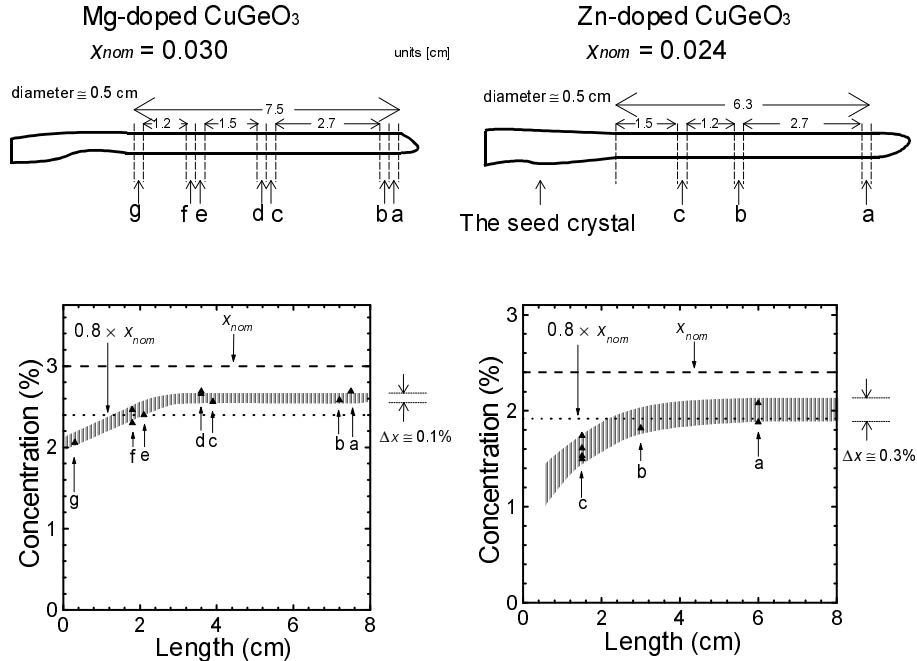 Mg-doped CuGeO3
Xnom = 0.030
units [cm]
diameter ≅ 0.5 cm
7.5
1.2
1.5
2.7
g
f
e
d
c
b
a
Zn-doped CuGeO3
Xnom = 0.024
diameter ≅ 0.5 cm
6.3
1.5
1.2
2.7
c
b
a
The seed crystal
0.8 × xnom
xnom
3
2
1
0
0
2
4
6
8
g
f
e
d
c
b
a
Δx ≅ 0.1%
Concentration (%)
Length (cm)
0.8 × xnom
xnom
3
2
1
0
0
2
4
6
8
c
b
a
Δx ≅ 0.3%
Concentration (%)
Length (cm)